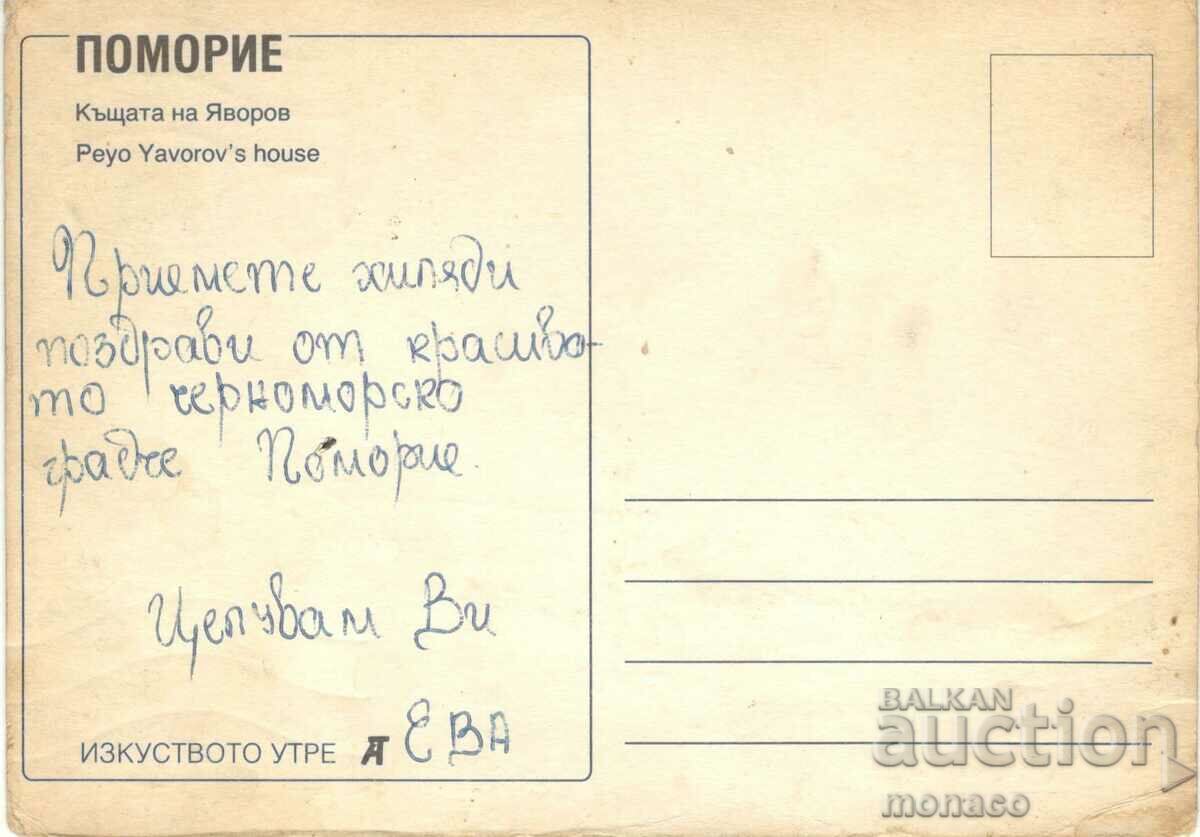 ПОМОРИЕ
Къщата на Яворов
Peyo Yavorov's house
Приемете хиляди
поздрави от красиво-
то черноморско
градче Поморие.
Целувам Ви
ЕВА
ИЗКУСТВОТО УТРЕ
BALKAN
auction
monaco